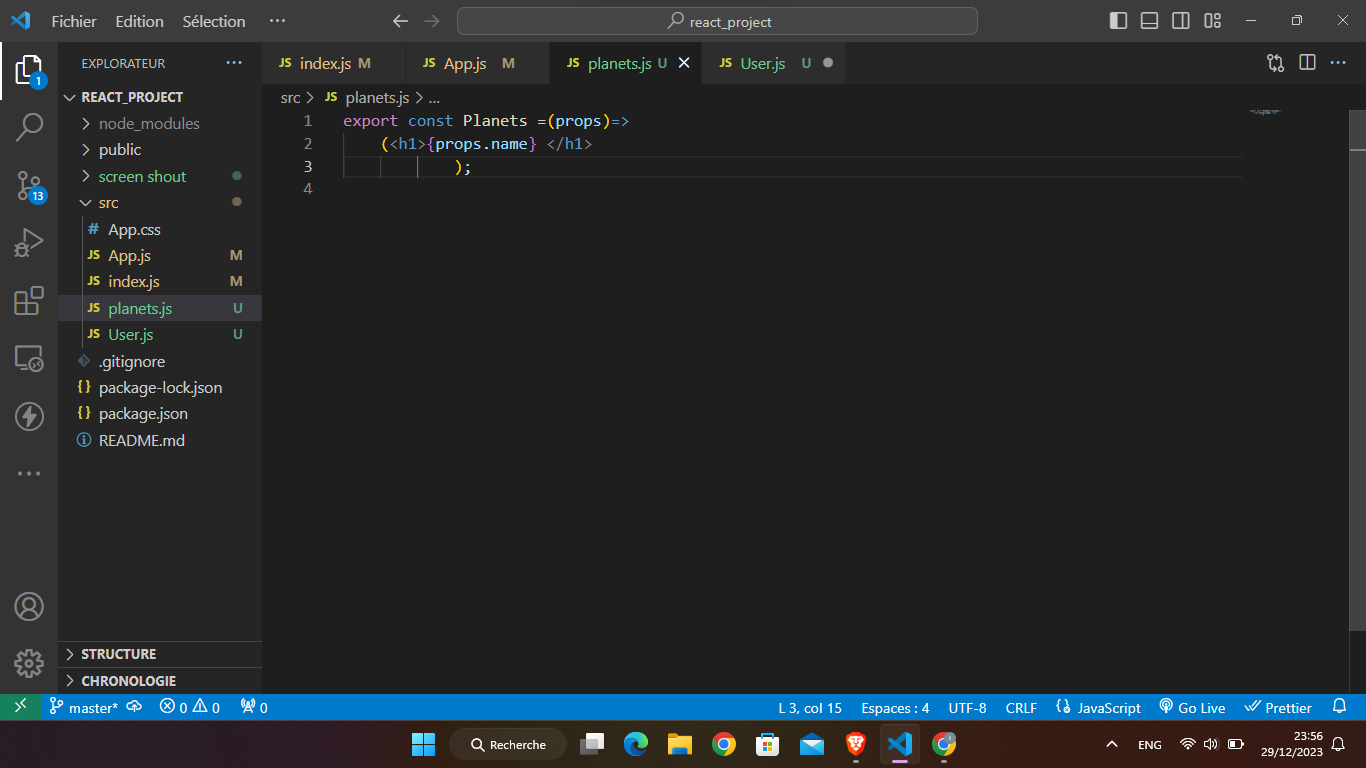 Fichier Edition Sélection ··· react_project
EXPLORATEUR ···
JS index.js M JS App.js M JS planets.js U JS User.js U ···
REACT_PROJECT
node_modules
public
screen shout
src
# App.css
JS App.js M
JS index.js M
JS planets.js U
JS User.js U
.gitignore
{} package-lock.json
{} package.json
README.md
STRUCTURE
CHRONOLOGIE
1
13
src > JS planets.js > ...
1 export const Planets =(props)=>
2 (<h1>{props.name} </h1>
3 );
4
master* 0 0 0 L 3, col 15 Espaces : 4 UTF-8 CRLF {} JavaScript Go Live Prettier
Recherche ENG 23:56
29/12/2023